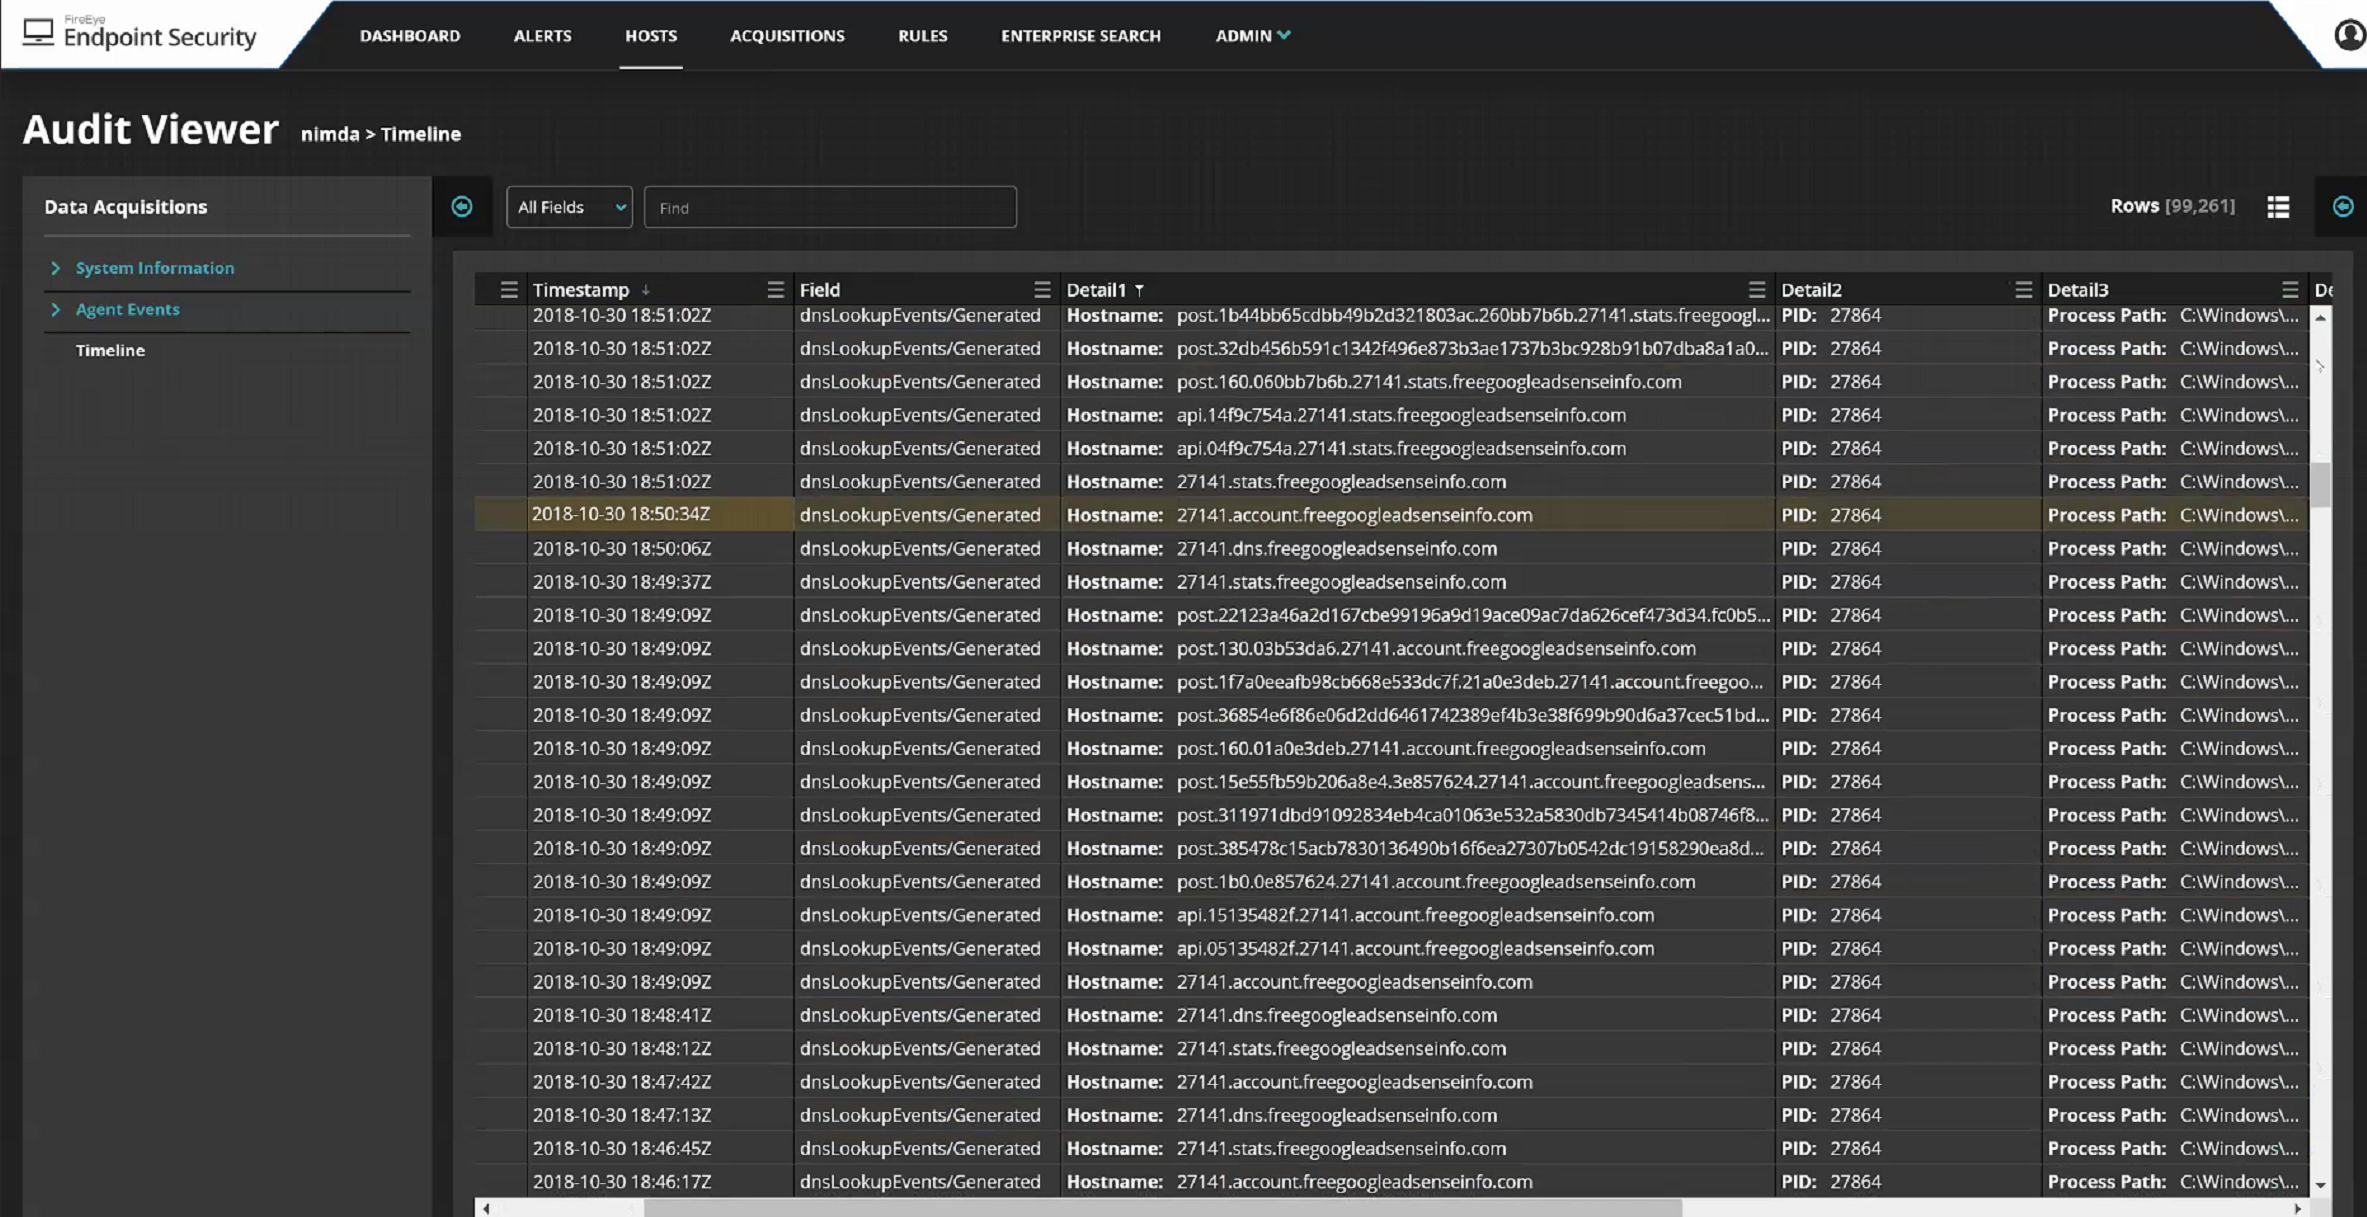 FireEye
Endpoint Security
DASHBOARD ALERTS HOSTS ACQUISITIONS RULES ENTERPRISE SEARCH ADMIN
Audit Viewer nimda > Timeline
Data Acquisitions
System Information
Agent Events
Timeline
All Fields Find Rows [99,261]
Timestamp ↓ Field Detail1 Detail2 Detail3 De
2018-10-30 18:51:02Z dnsLookupEvents/Generated Hostname: post.1b44bb65cdbb49b2d321803ac.260bb7b6b.27141.stats.freegoogl... PID: 27864 Process Path: C:\Windows\...
2018-10-30 18:51:02Z dnsLookupEvents/Generated Hostname: post.32db456b591c1342f496e873b3ae1737b3bc928b91b07dba8a1a0... PID: 27864 Process Path: C:\Windows\...
2018-10-30 18:51:02Z dnsLookupEvents/Generated Hostname: post.160.060bb7b6b.27141.stats.freegoogleadsenseinfo.com PID: 27864 Process Path: C:\Windows\...
2018-10-30 18:51:02Z dnsLookupEvents/Generated Hostname: api.14f9c754a.27141.stats.freegoogleadsenseinfo.com PID: 27864 Process Path: C:\Windows\...
2018-10-30 18:51:02Z dnsLookupEvents/Generated Hostname: api.04f9c754a.27141.stats.freegoogleadsenseinfo.com PID: 27864 Process Path: C:\Windows\...
2018-10-30 18:51:02Z dnsLookupEvents/Generated Hostname: 27141.stats.freegoogleadsenseinfo.com PID: 27864 Process Path: C:\Windows\...
2018-10-30 18:50:34Z dnsLookupEvents/Generated Hostname: 27141.account.freegoogleadsenseinfo.com PID: 27864 Process Path: C:\Windows\...
2018-10-30 18:50:06Z dnsLookupEvents/Generated Hostname: 27141.dns.freegoogleadsenseinfo.com PID: 27864 Process Path: C:\Windows\...
2018-10-30 18:49:37Z dnsLookupEvents/Generated Hostname: 27141.stats.freegoogleadsenseinfo.com PID: 27864 Process Path: C:\Windows\...
2018-10-30 18:49:09Z dnsLookupEvents/Generated Hostname: post.22123a46a2d167cbe99196a9d19ace09ac7da626cef473d34.fc0b5... PID: 27864 Process Path: C:\Windows\...
2018-10-30 18:49:09Z dnsLookupEvents/Generated Hostname: post.130.03b53da6.27141.account.freegoogleadsenseinfo.com PID: 27864 Process Path: C:\Windows\...
2018-10-30 18:49:09Z dnsLookupEvents/Generated Hostname: post.1f7a0eeafb98cb668e533dc7f.21a0e3deb.27141.account.freegoo... PID: 27864 Process Path: C:\Windows\...
2018-10-30 18:49:09Z dnsLookupEvents/Generated Hostname: post.36854e6f86e06d2dd6461742389ef4b3e38f699b90d6a37cec51bd... PID: 27864 Process Path: C:\Windows\...
2018-10-30 18:49:09Z dnsLookupEvents/Generated Hostname: post.160.01a0e3deb.27141.account.freegoogleadsenseinfo.com PID: 27864 Process Path: C:\Windows\...
2018-10-30 18:49:09Z dnsLookupEvents/Generated Hostname: post.15e55fb59b206a8e4.3e857624.27141.account.freegoogleadsens... PID: 27864 Process Path: C:\Windows\...
2018-10-30 18:49:09Z dnsLookupEvents/Generated Hostname: post.311971dbd91092834eb4ca01063e532a5830db7345414b08746f8... PID: 27864 Process Path: C:\Windows\...
2018-10-30 18:49:09Z dnsLookupEvents/Generated Hostname: post.385478c15acb7830136490b16f6ea27307b0542dc19158290ea8d... PID: 27864 Process Path: C:\Windows\...
2018-10-30 18:49:09Z dnsLookupEvents/Generated Hostname: post.1b0.0e857624.27141.account.freegoogleadsenseinfo.com PID: 27864 Process Path: C:\Windows\...
2018-10-30 18:49:09Z dnsLookupEvents/Generated Hostname: api.15135482f.27141.account.freegoogleadsenseinfo.com PID: 27864 Process Path: C:\Windows\...
2018-10-30 18:49:09Z dnsLookupEvents/Generated Hostname: api.05135482f.27141.account.freegoogleadsenseinfo.com PID: 27864 Process Path: C:\Windows\...
2018-10-30 18:49:09Z dnsLookupEvents/Generated Hostname: 27141.account.freegoogleadsenseinfo.com PID: 27864 Process Path: C:\Windows\...
2018-10-30 18:48:41Z dnsLookupEvents/Generated Hostname: 27141.dns.freegoogleadsenseinfo.com PID: 27864 Process Path: C:\Windows\...
2018-10-30 18:48:12Z dnsLookupEvents/Generated Hostname: 27141.stats.freegoogleadsenseinfo.com PID: 27864 Process Path: C:\Windows\...
2018-10-30 18:47:42Z dnsLookupEvents/Generated Hostname: 27141.account.freegoogleadsenseinfo.com PID: 27864 Process Path: C:\Windows\...
2018-10-30 18:47:13Z dnsLookupEvents/Generated Hostname: 27141.dns.freegoogleadsenseinfo.com PID: 27864 Process Path: C:\Windows\...
2018-10-30 18:46:45Z dnsLookupEvents/Generated Hostname: 27141.stats.freegoogleadsenseinfo.com PID: 27864 Process Path: C:\Windows\...
2018-10-30 18:46:17Z dnsLookupEvents/Generated Hostname: 27141.account.freegoogleadsenseinfo.com PID: 27864 Process Path: C:\Windows\...